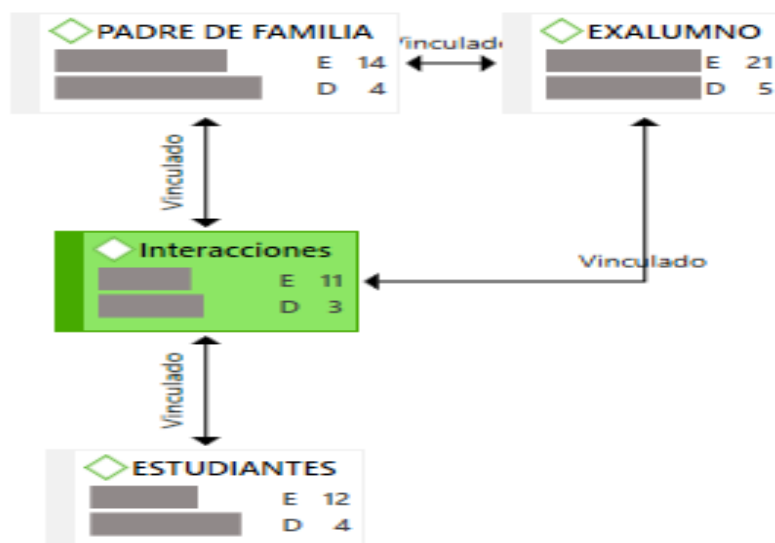 PADRE DE FAMILIA
E 14
D 4
Vinculado
EXALUMNO
E 21
D 5
Vinculado
Interacciones
E 11
D 3
Vinculado
Vinculado
ESTUDIANTES
E 12
D 4